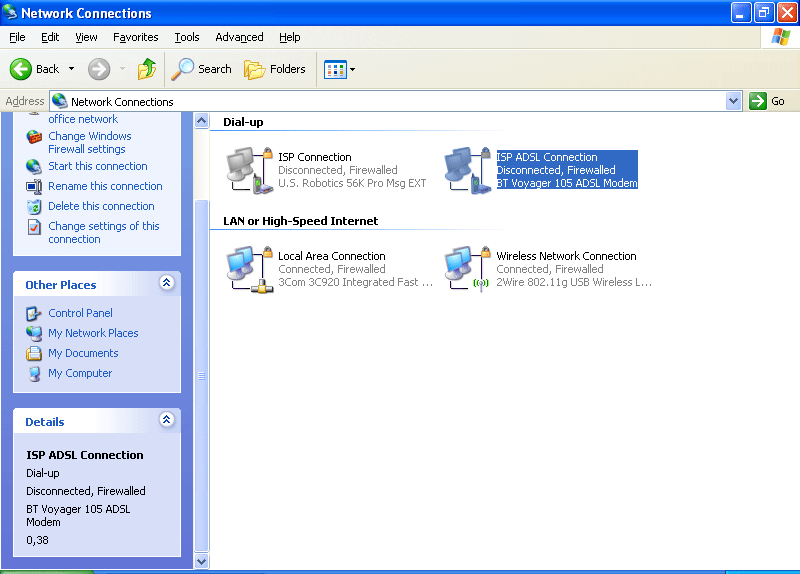 Network Connections
File Edit View Favorites Tools Advanced Help
Back Search Folders
Address Network Connections Go
office network
Change Windows
Firewall settings
Start this connection
Rename this connection
Delete this connection
Change settings of this
connection
Other Places
Control Panel
My Network Places
My Documents
My Computer
Details
ISP ADSL Connection
Dial-up
Disconnected, Firewalled
BT Voyager 105 ADSL
Modem
0,38
Dial-up
ISP Connection
Disconnected, Firewalled
U.S. Robotics 56K Pro Msg EXT
ISP ADSL Connection
Disconnected, Firewalled
BT Voyager 105 ADSL Modem
LAN or High-Speed Internet
Local Area Connection
Connected, Firewalled
3Com 3C920 Integrated Fast ...
Wireless Network Connection
Connected, Firewalled
2Wire 802.11g USB Wireless L...